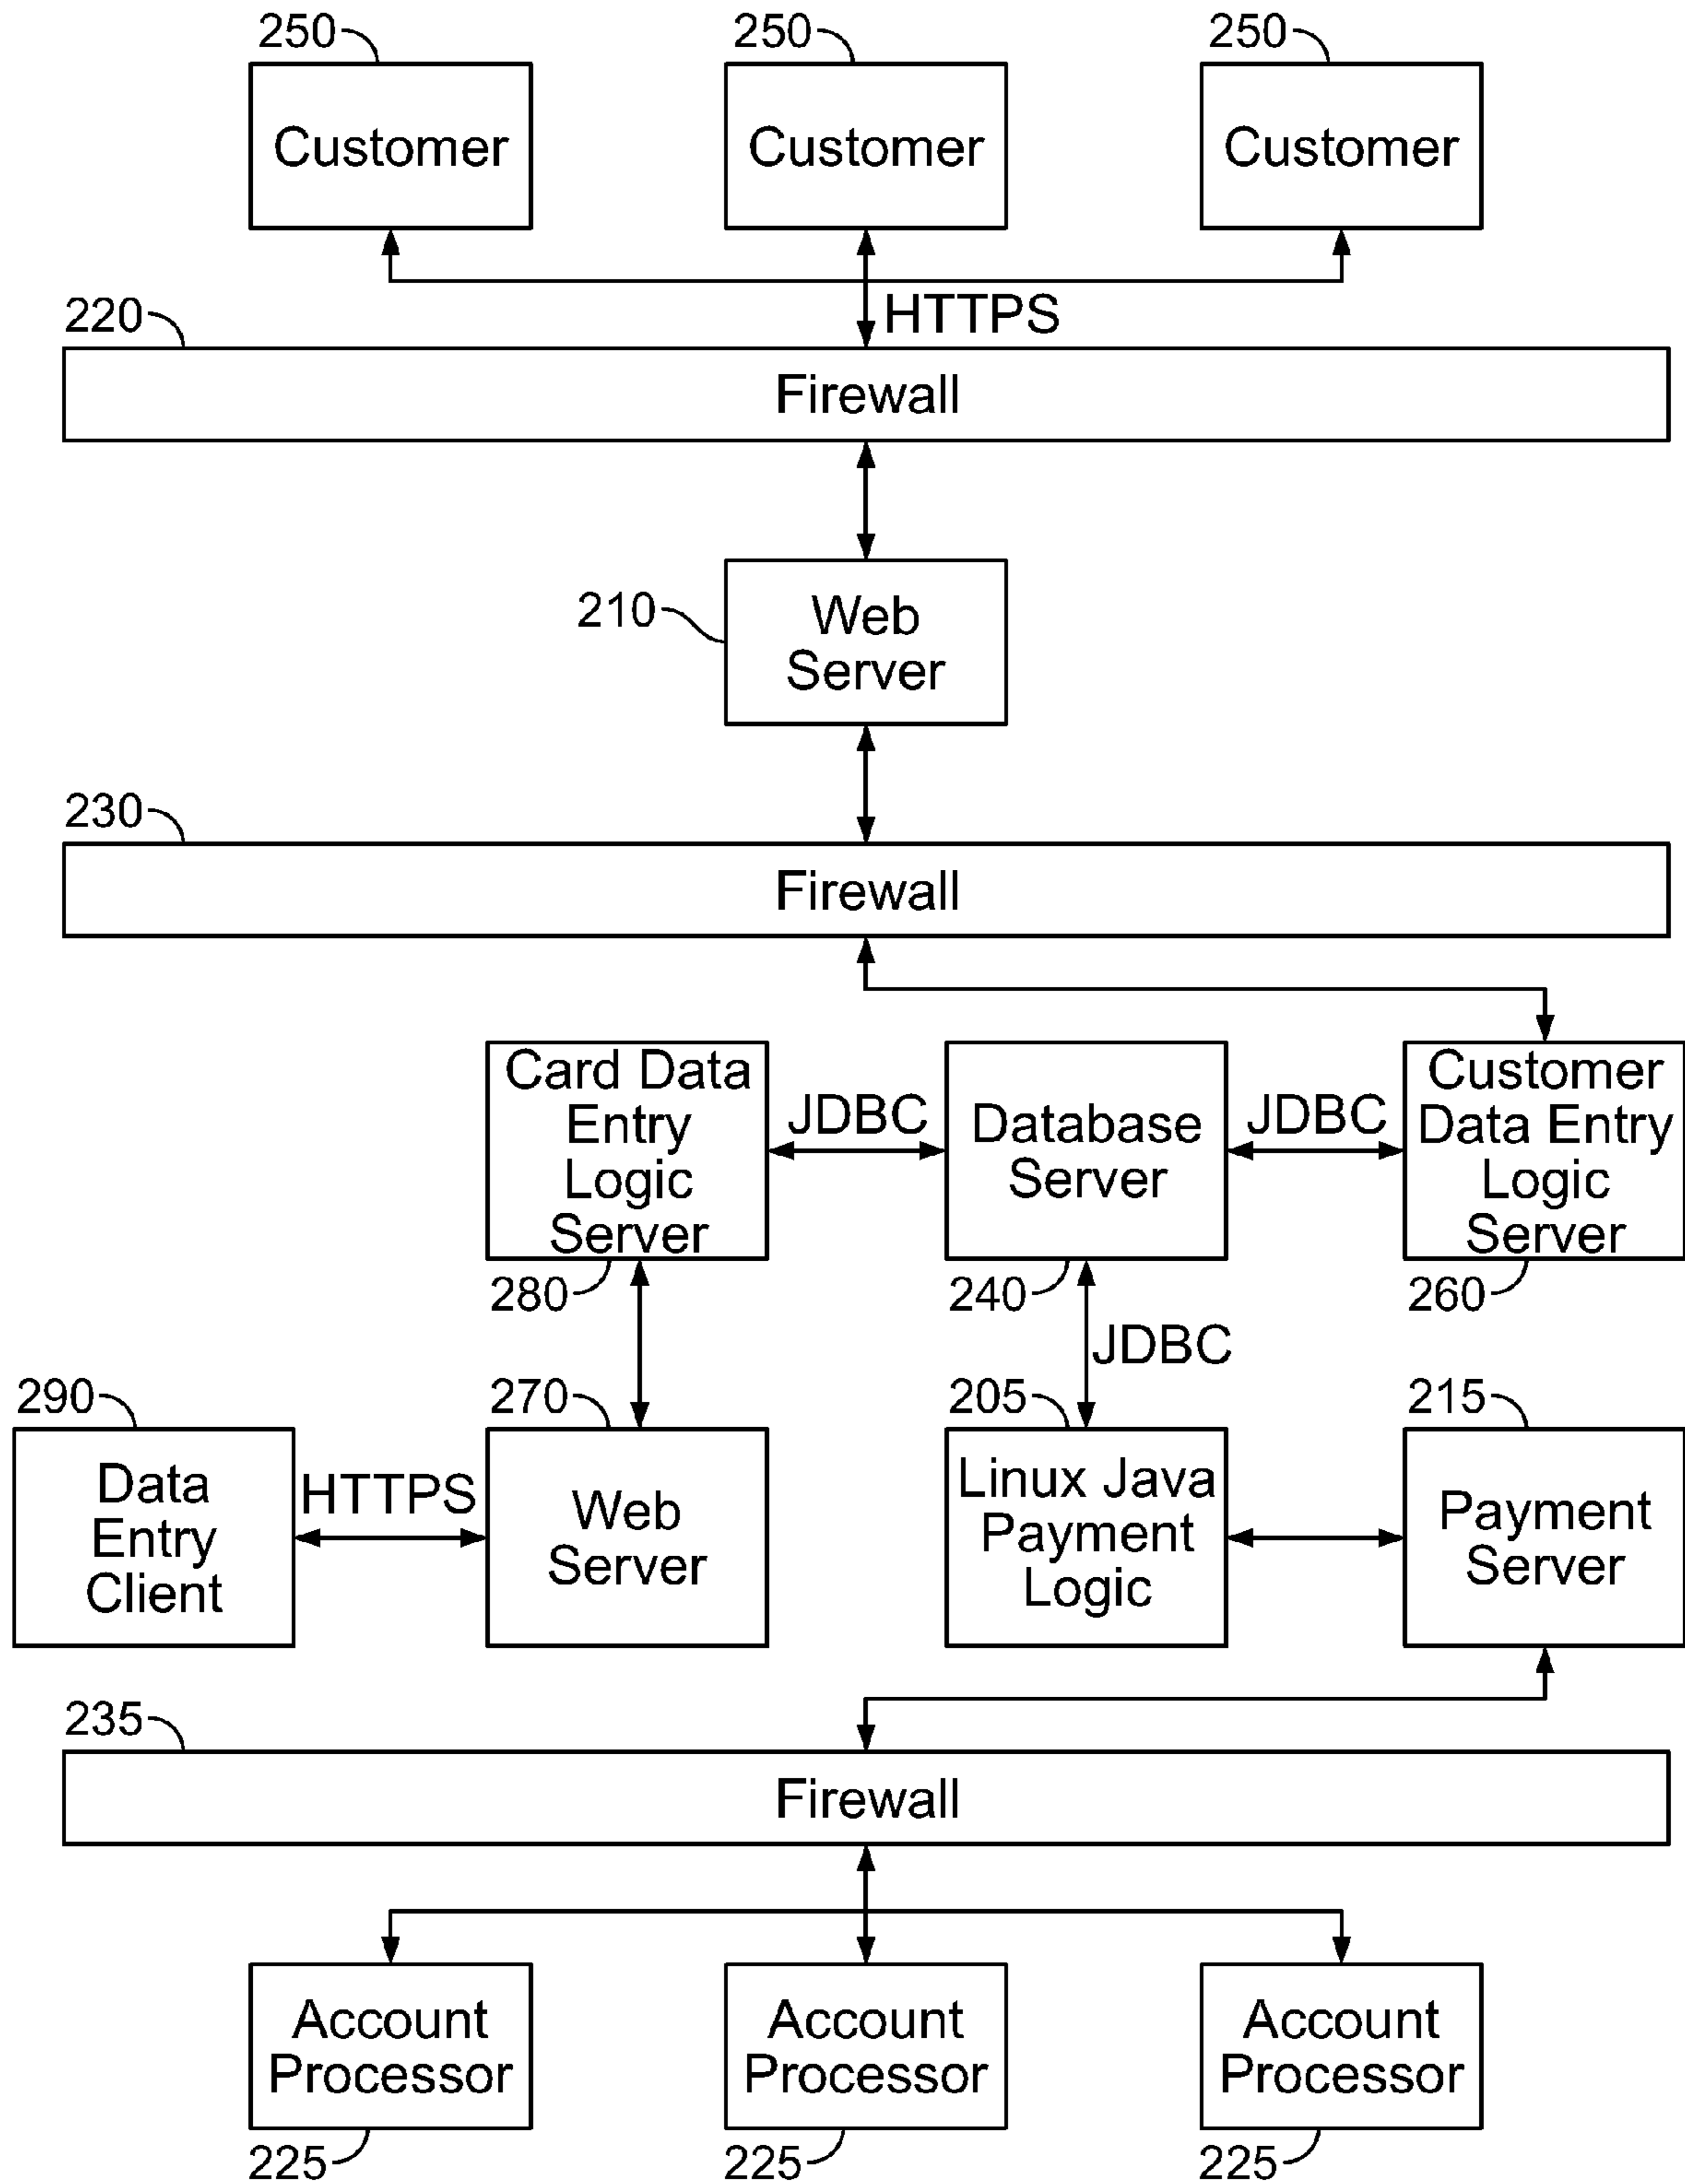 250
250
250
Customer
Customer
Customer
HTTPS
220
Firewall
210
Web
Server
230
Firewall
Card Data
Entry
Logic
Server
280
JDBC
Database
Server
240
JDBC
Customer
Data Entry
Logic
Server
260
JDBC
290
Data
Entry
Client
HTTPS
270
Web
Server
205
Linux Java
Payment
Logic
215
Payment
Server
235
Firewall
Account
Processor
225
Account
Processor
225
Account
Processor
225